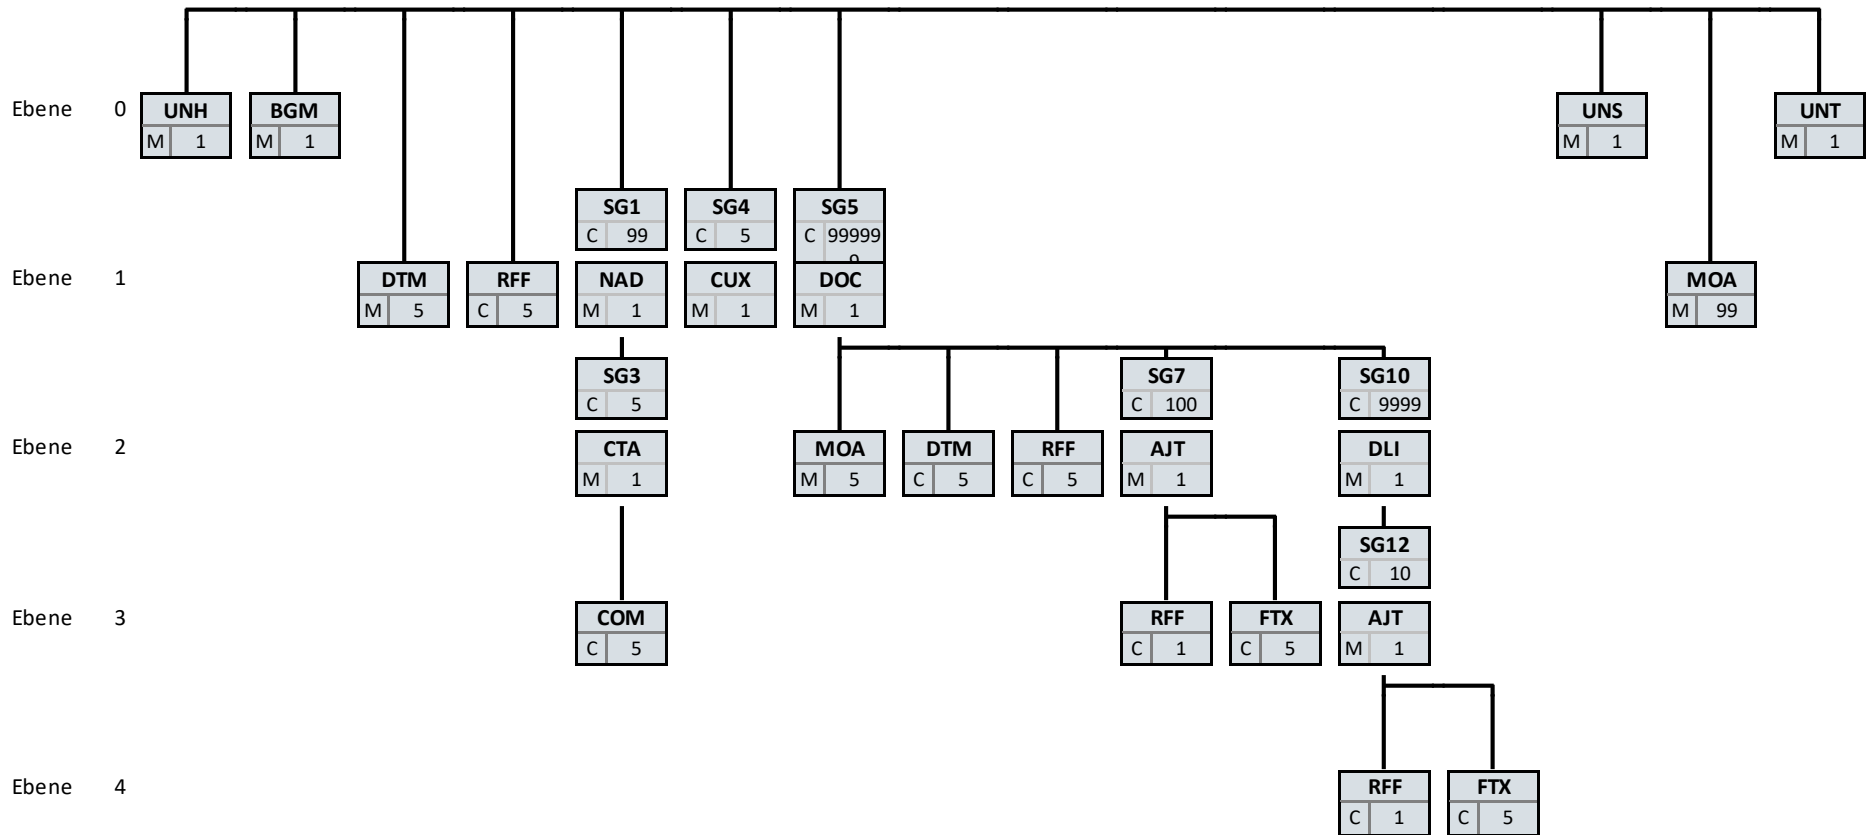 Ebene 0 UNH BGM UNS UNT
M 1 M 1 M 1 M 1
SG1 SG4 SG5
C 99 C 5 C 99999
9
Ebene 1 DTM RFF NAD CUX DOC MOA
M 5 C 5 M 1 M 1 M 1 M 99
SG3 SG7 SG10
C 5 C 100 C 9999
Ebene 2 CTA MOA DTM RFF AJT DLI
M 1 M 5 C 5 C 5 M 1 M 1
SG12
C 10
Ebene 3 COM RFF FTX AJT
C 5 C 1 C 5 M 1
Ebene 4 RFF FTX
C 1 C 5